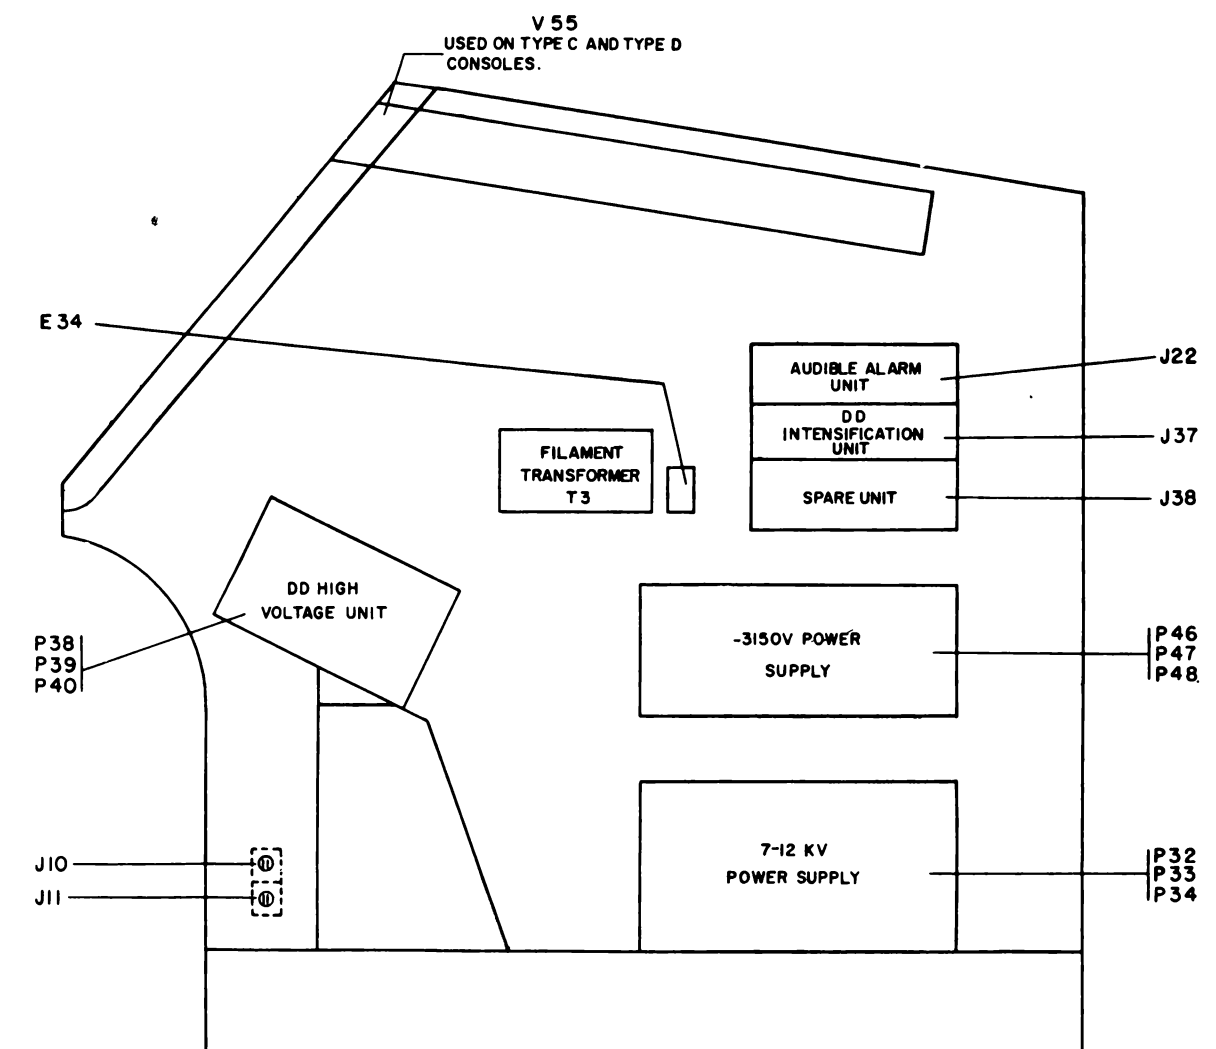 V 55
USED ON TYPE C AND TYPE D
CONSOLES.
E 34
J22
AUDIBLE ALARM
UNIT
DD
INTENSIFICATION
UNIT
J37
SPARE UNIT
J38
FILAMENT
TRANSFORMER
T3
DD HIGH
VOLTAGE UNIT
P38
P39
P40
-3150V POWER
SUPPLY
P46
P47
P48
J10
J11
7-12 KV
POWER SUPPLY
P32
P33
P34